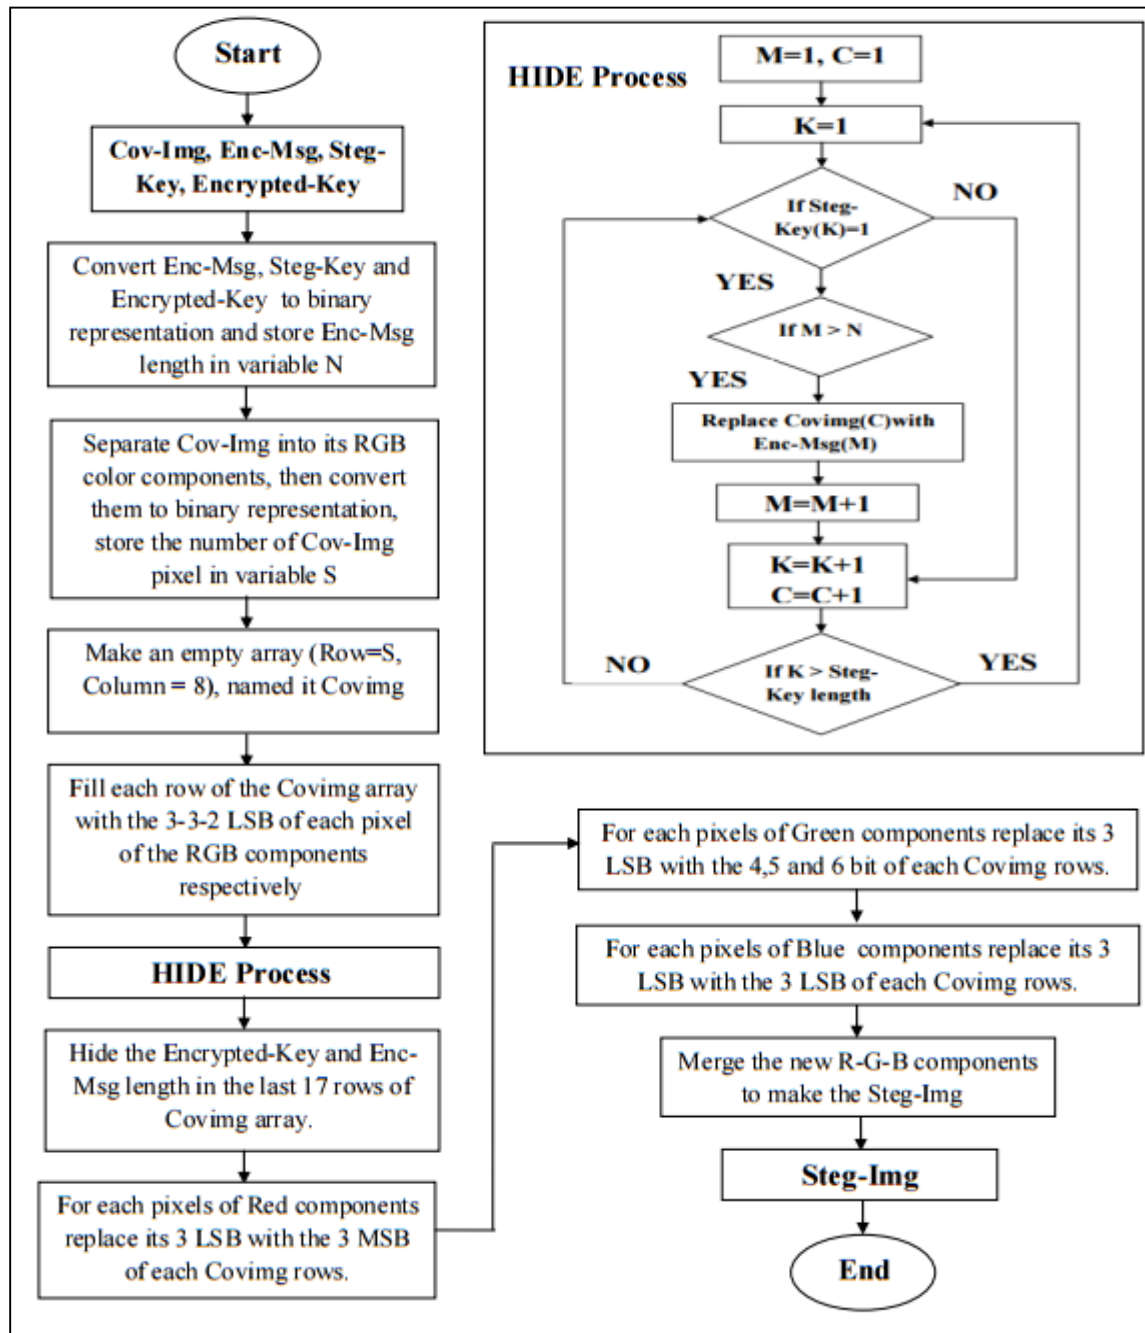 Start
Cov-Img, Enc-Msg, Steg-
Key, Encrypted-Key
Convert Enc-Msg, Steg-Key and
Encrypted-Key to binary
representation and store Enc-Msg
length in variable N
Separate Cov-Img into its RGB
color components, then convert
them to binary representation,
store the number of Cov-Img
pixel in variable S
Make an empty array (Row=S,
Column = 8), named it Covimg
Fill each row of the Covimg array
with the 3-3-2 LSB of each pixel
of the RGB components
respectively
HIDE Process
Hide the Encrypted-Key and Enc-
Msg length in the last 17 rows of
Covimg array.
For each pixels of Red components
replace its 3 LSB with the 3 MSB
of each Covimg rows.
HIDE Process
M=1, C=1
K=1
If Steg-
Key(K)=1
NO
YES
If M > N
YES
Replace Covimg(C)with
Enc-Msg(M)
M=M+1
K=K+1
C=C+1
NO
If K > Steg-
Key length
YES
For each pixels of Green components replace its 3
LSB with the 4,5 and 6 bit of each Covimg rows.
For each pixels of Blue components replace its 3
LSB with the 3 LSB of each Covimg rows.
Merge the new R-G-B components
to make the Steg-Img
Steg-Img
End